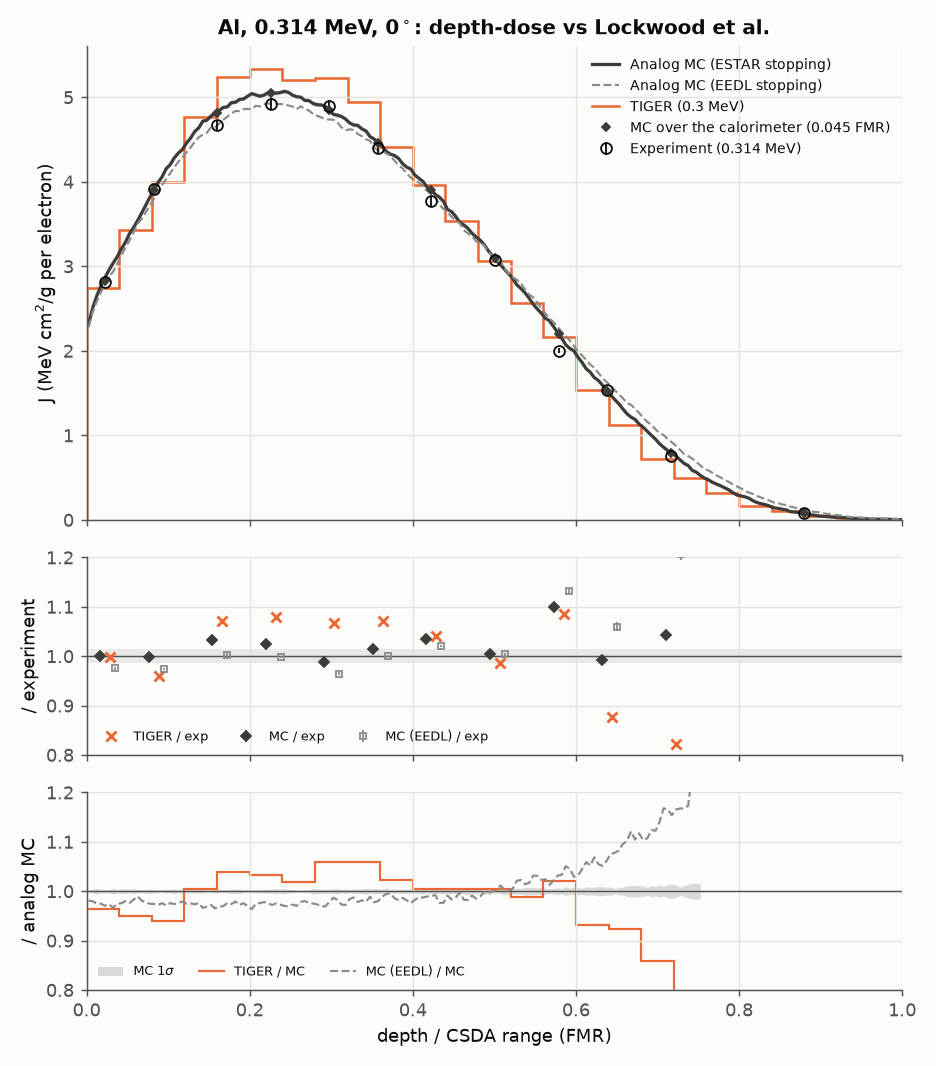 Al, 0.314 MeV, 0°: depth-dose vs Lockwood et al.
Analog MC (ESTAR stopping)
Analog MC (EEDL stopping)
TIGER (0.3 MeV)
MC over the calorimeter (0.045 FMR)
Experiment (0.314 MeV)
J (MeV cm²/g per electron)
5
4
3
2
1
0
1.2
1.1
1.0
0.9
0.8
/ experiment
TIGER / exp MC / exp MC (EEDL) / exp
1.2
1.1
1.0
0.9
0.8
/ analog MC
MC 1σ TIGER / MC MC (EEDL) / MC
0.0 0.2 0.4 0.6 0.8 1.0
depth / CSDA range (FMR)